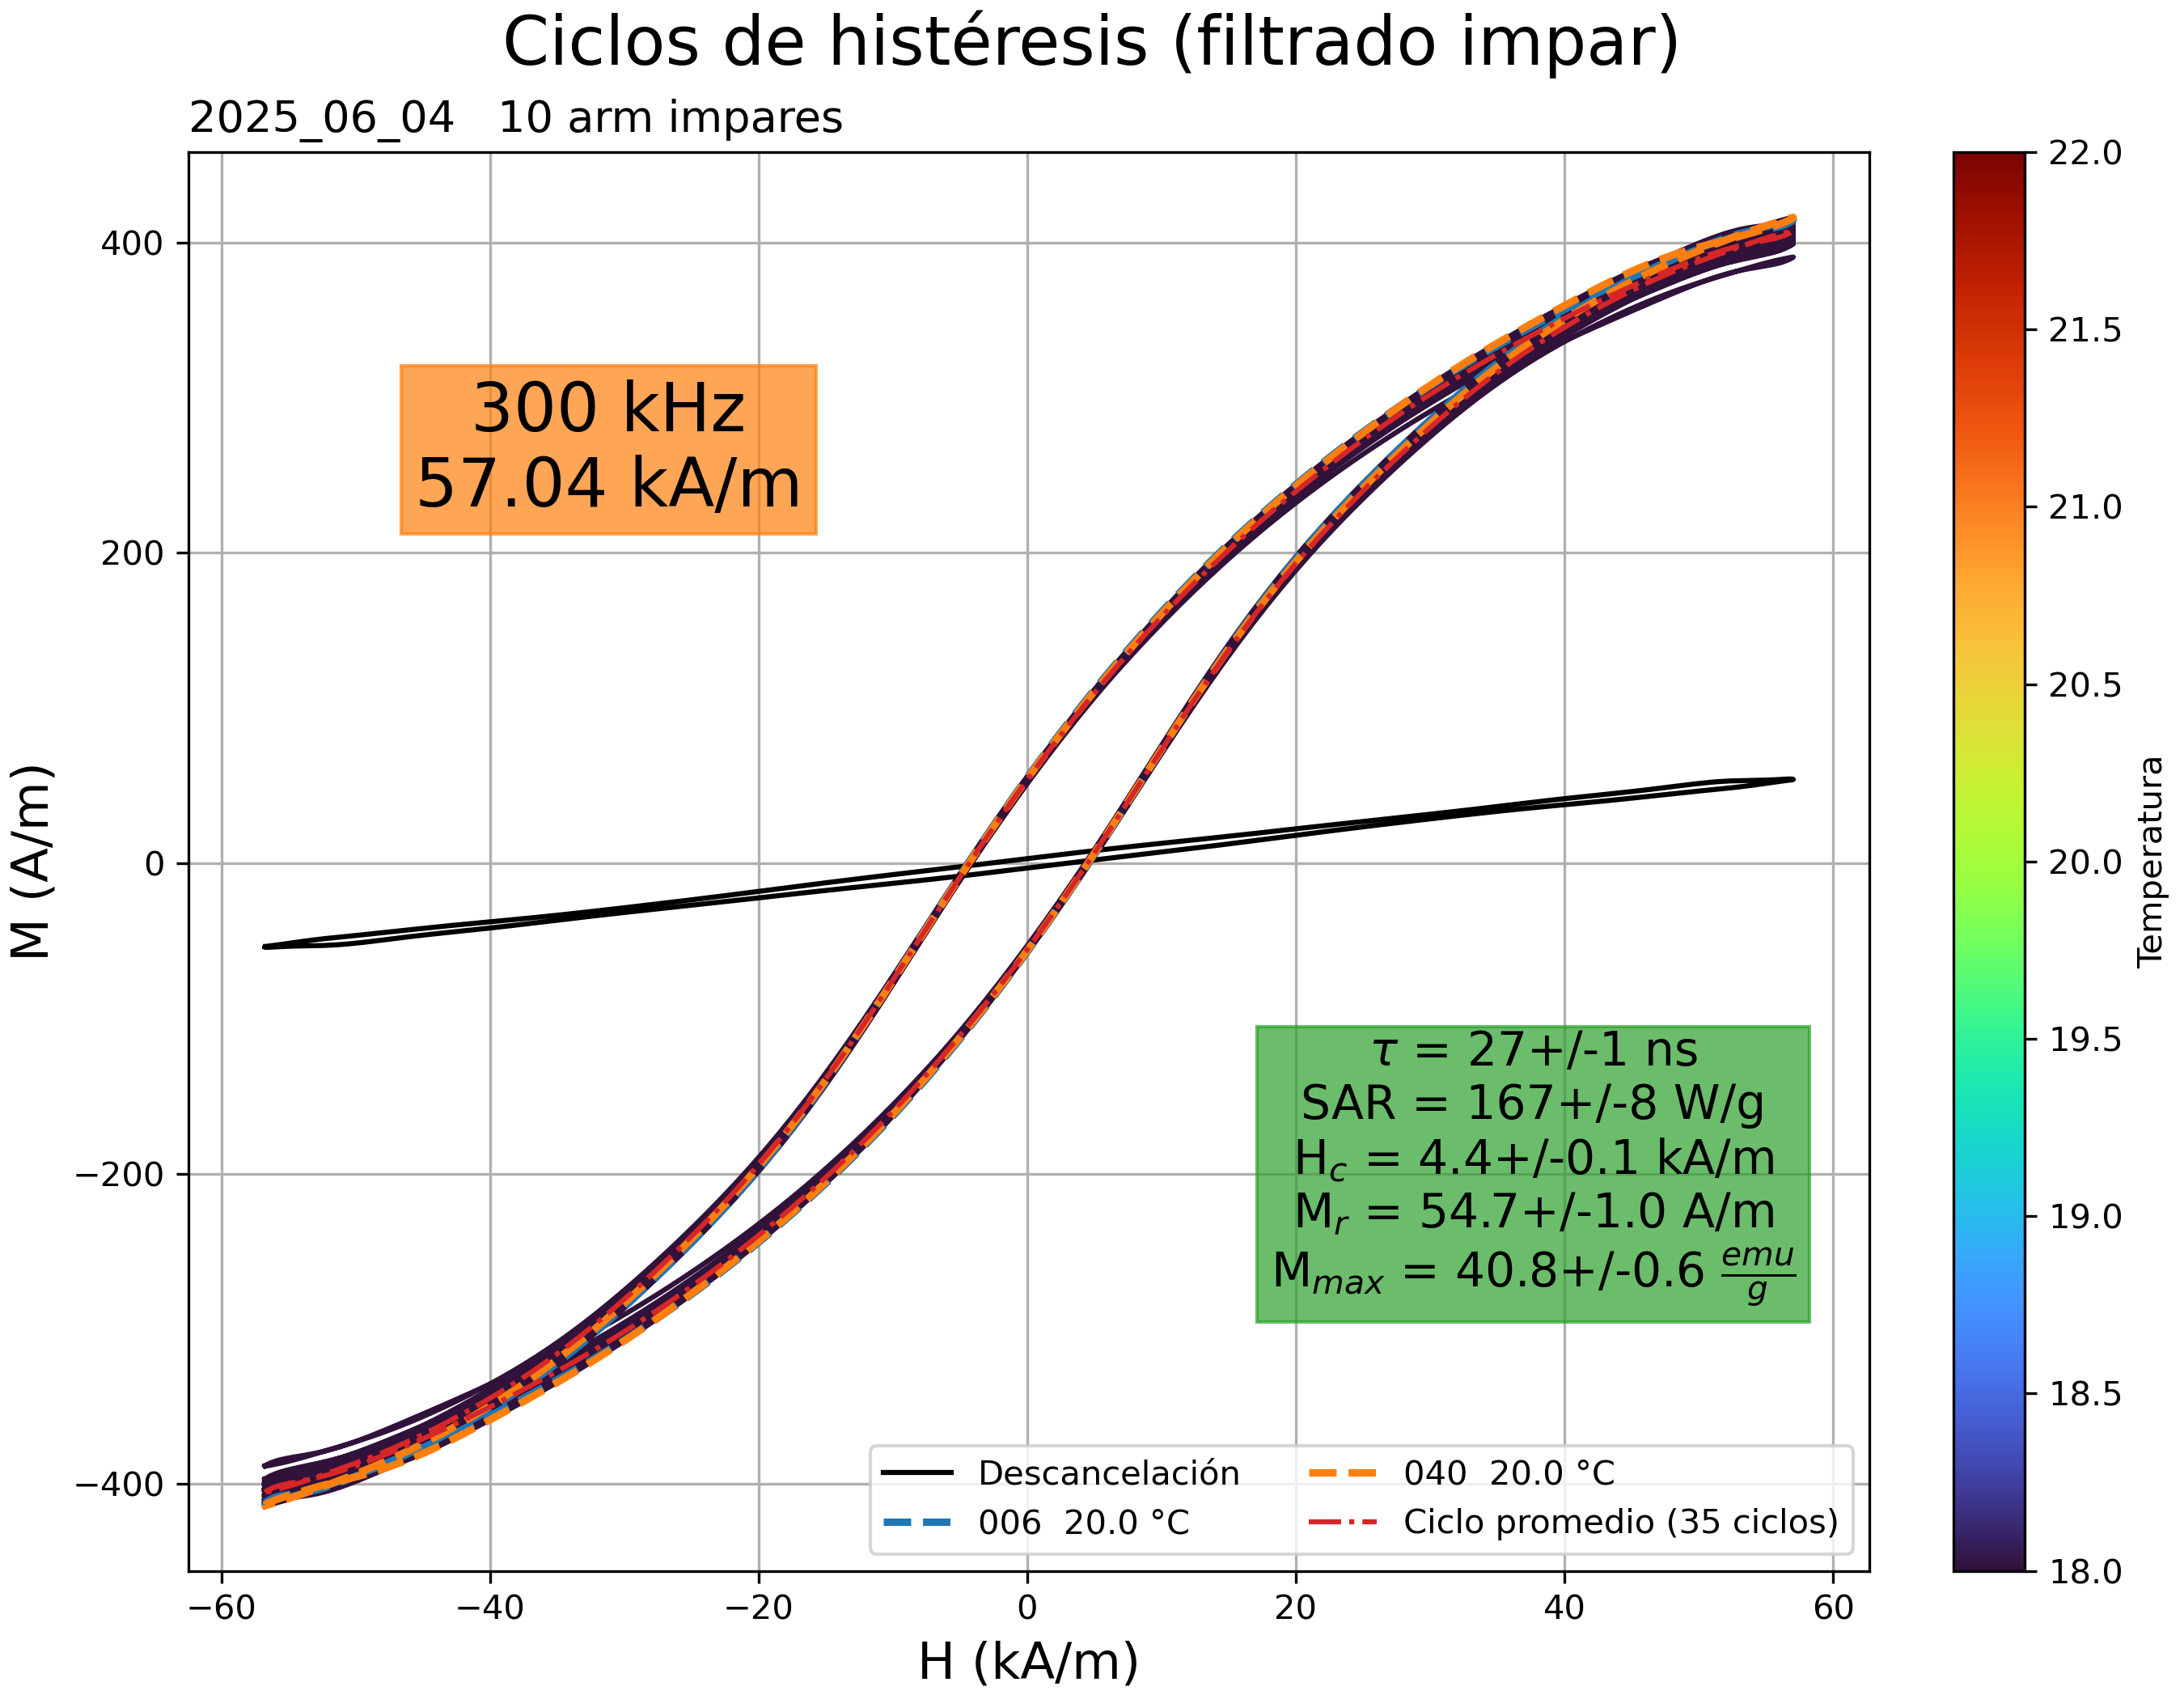 Ciclos de histéresis (filtrado impar)
2025_06_04   10 arm impares
300 kHz
57.04 kA/m
400
200
0
−200
−400
M (A/m)
τ = 27+/-1 ns
SAR = 167+/-8 W/g
H_c = 4.4+/-0.1 kA/m
M_r = 54.7+/-1.0 A/m
M_max = 40.8+/-0.6 emu/g
Descancelación
006  20.0 °C
040  20.0 °C
Ciclo promedio (35 ciclos)
−60
−40
−20
0
20
40
60
H (kA/m)
22.0
21.5
21.0
20.5
20.0
19.5
19.0
18.5
18.0
Temperatura